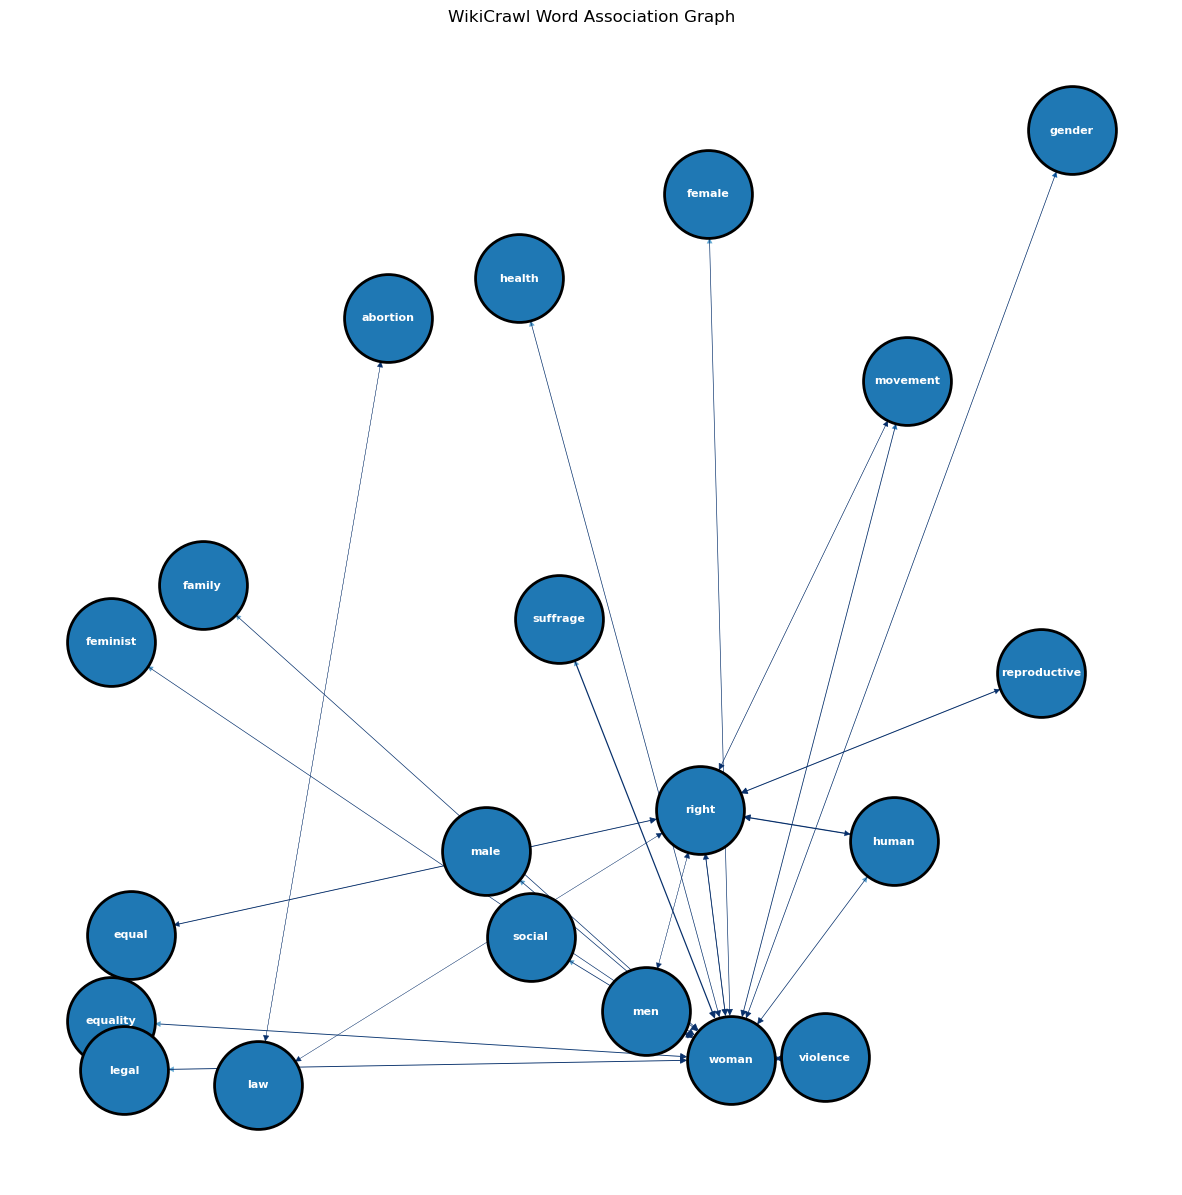 WikiCrawl Word Association Graph
gender
female
health
abortion
movement
family
suffrage
feminist
reproductive
right
human
male
equal
social
men
equality
violence
woman
legal
law